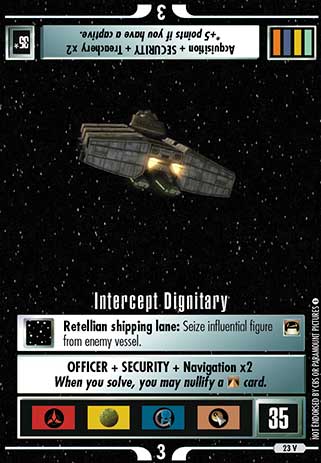 3
Acquisition + SECURITY + Treachery x2
*+5 points if you have a captive.
35*
Intercept Dignitary
Retellian shipping lane: Seize influential figure
from enemy vessel.
OFFICER + SECURITY + Navigation x2
When you solve, you may nullify a card.
35
3
23 V
NOT ENDORSED BY CBS OR PARAMOUNT PICTURES